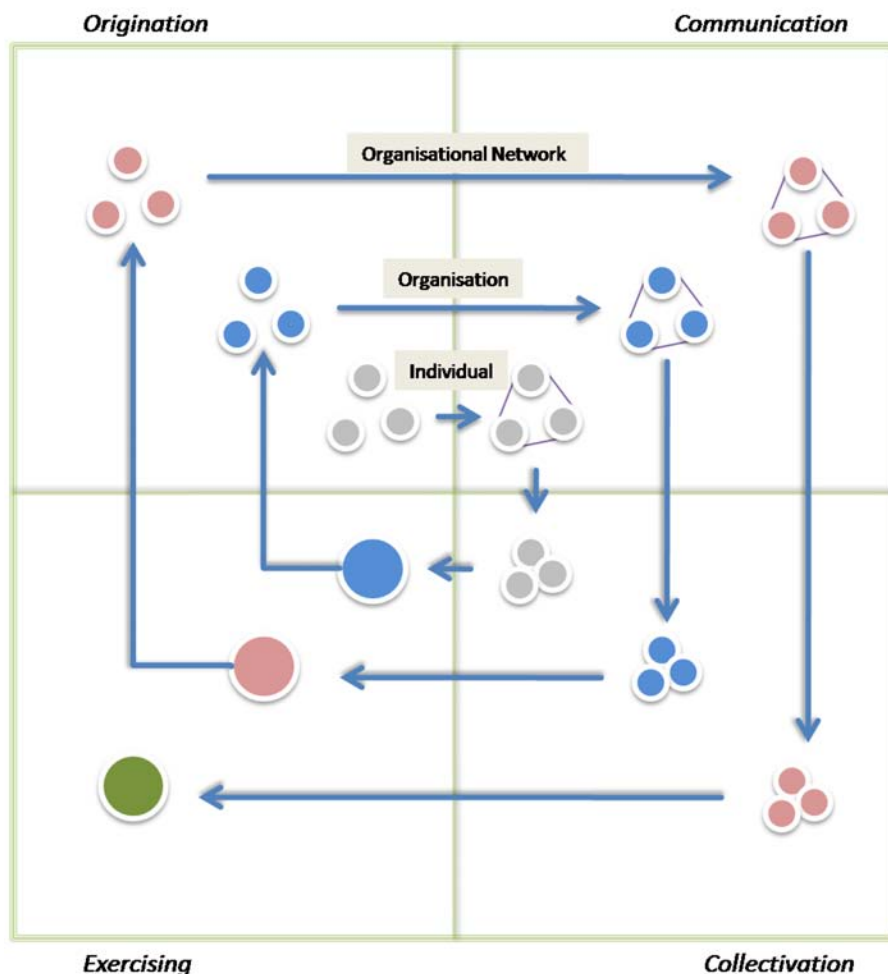 Origination
Communication
Organisational Network
Organisation
Individual
Exercising
Collectivation